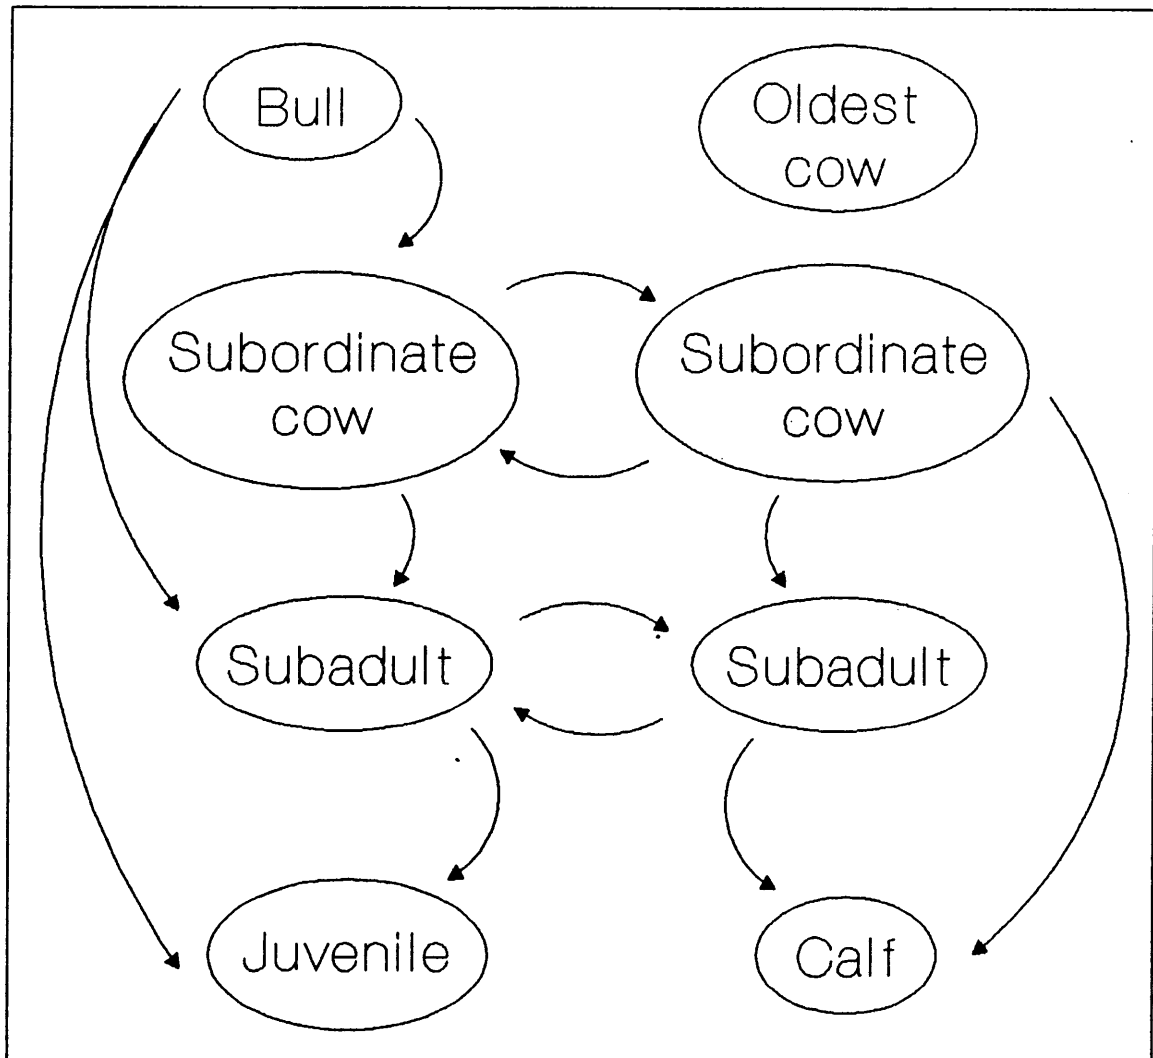 Bull
Oldest
cow
Subordinate
cow
Subordinate
cow
Subadult
Subadult
Juvenile
Calf